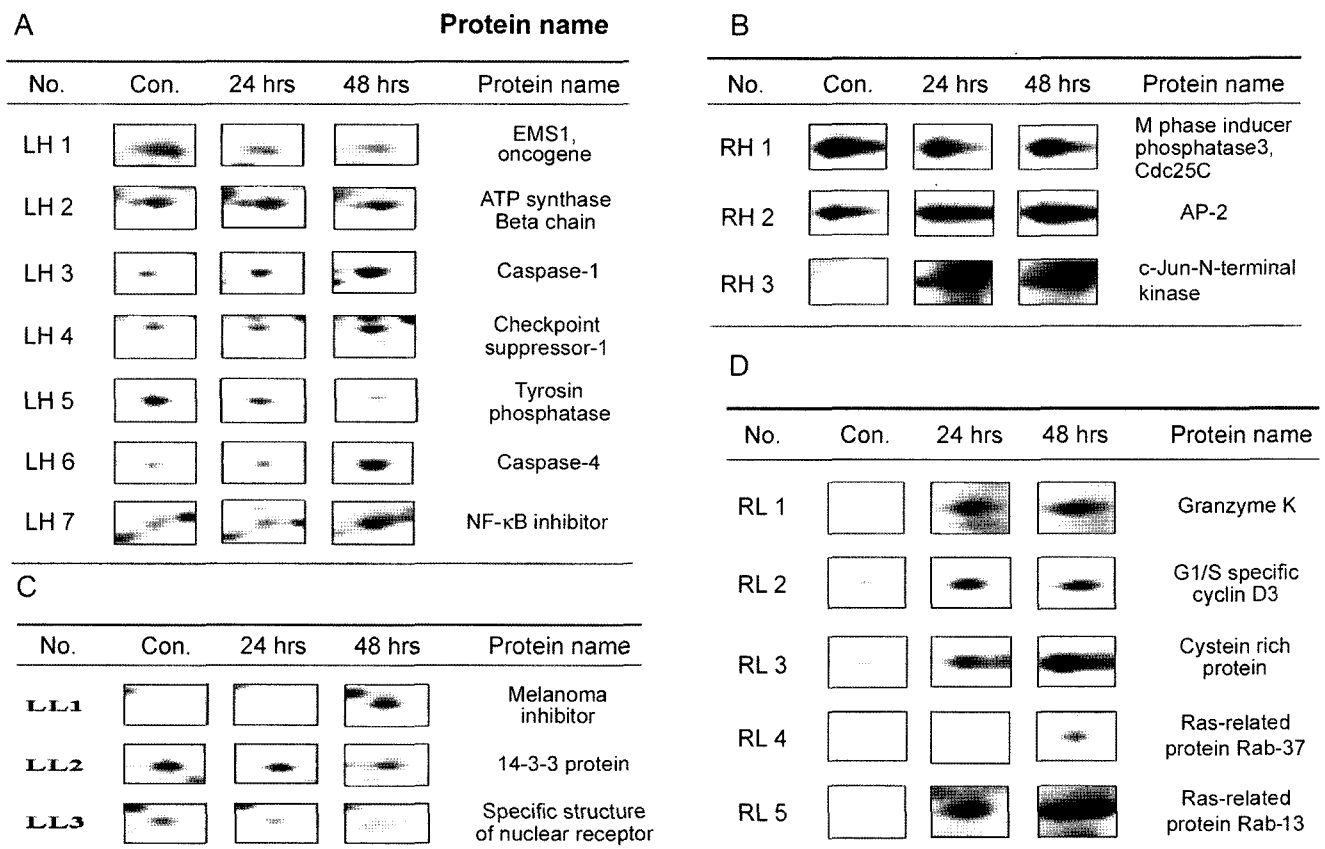 A
Protein name
No. Con. 24 hrs 48 hrs Protein name
LH 1
EMS1,
oncogene
LH 2
ATP synthase
Beta chain
LH 3
Caspase-1
LH 4
Checkpoint
suppressor-1
LH 5
Tyrosin
phosphatase
LH 6
Caspase-4
LH 7
NF-κB inhibitor
B
No. Con. 24 hrs 48 hrs Protein name
RH 1
M phase inducer
phosphatase3,
Cdc25C
RH 2
AP-2
RH 3
c-Jun-N-terminal
kinase
C
No. Con. 24 hrs 48 hrs Protein name
LL1
Melanoma
inhibitor
LL2
14-3-3 protein
LL3
Specific structure
of nuclear receptor
D
No. Con. 24 hrs 48 hrs Protein name
RL 1
Granzyme K
RL 2
G1/S specific
cyclin D3
RL 3
Cystein rich
protein
RL 4
Ras-related
protein Rab-37
RL 5
Ras-related
protein Rab-13